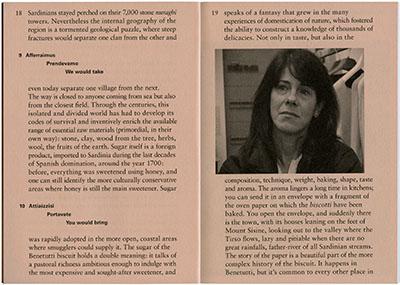 18
Sardinians stayed perched on their 7,000 stone nuraghi
towers. Nevertheless the internal geography of the
region is a tormented geological puzzle, where steep
fractures would separate one clan from the other and
9 Afferraimus
Prendevamo
We would take
even today separate one village from the next.
The way is closed to anyone coming from sea but also
from the closest field. Through the centuries, this
isolated and divided world has had to develop its
codes of survival and inventively enrich the available
range of essential raw materials (primordial, in their
own way): stone, clay, wood from the tree, herbs,
wool, the fruits of the earth. Sugar itself is a foreign
product, imported to Sardinia during the last decades
of Spanish domination, around the year 1700:
before, everything was sweetened using honey, and
one can still identify the more culturally conservative
areas where honey is still the main sweetener. Sugar
10 Attiaizzisi
Portavate
You would bring
was rapidly adopted in the more open, coastal areas
where smugglers could supply it. The sugar of the
Benetutti biscuit holds a double meaning: it talks of
a pastoral richness ambitious enough to indulge with
the most expensive and sought-after sweetener, and
19
speaks of a fantasy that grew in the many
experiences of domestication of nature, which fostered
the ability to construct a knowledge of thousands of
delicacies. Not only in taste, but also in the
composition, technique, weight, baking, shape, taste
and aroma. The aroma lingers a long time in kitchens;
you can send it in an envelope with a fragment of
the oven paper on which the biscotti have been
baked. You open the envelope, and suddenly there
is the town, with its houses leaning on the feet of
Mount Sisine, looking out to the valley where the
Tirso flows, lazy and pitiable when there are no
great rainfalls, father-river of all Sardinian streams.
The story of the paper is a beautiful part of the more
complex history of the biscuit. It happens in
Benetutti, but it's common to every other place in